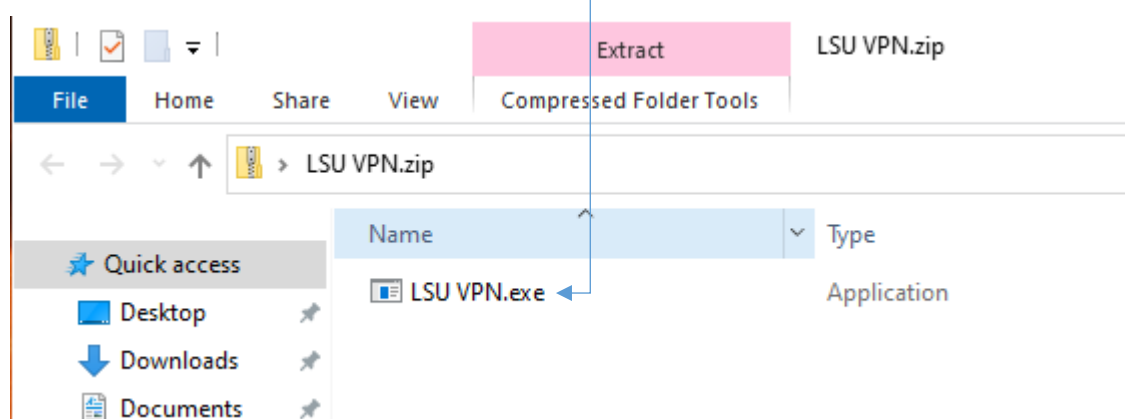 Extract LSU VPN.zip
File Home Share View Compressed Folder Tools
LSU VPN.zip
Name Type
Quick access
LSU VPN.exe Application
Desktop
Downloads
Documents